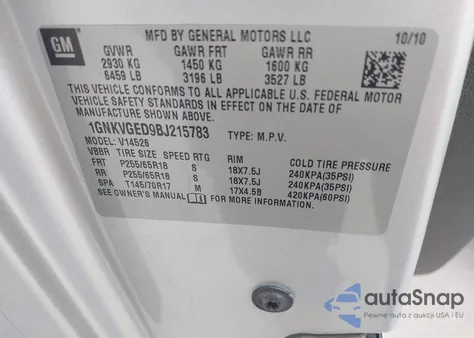 GM
MFD BY GENERAL MOTORS LLC 10/10
GVWR GAWR FRT GAWR RR
2930 KG 1450 KG 1600 KG
6459 LB 3196 LB 3527 LB
THIS VEHICLE CONFORMS TO ALL APPLICABLE U.S. FEDERAL MOTOR
VEHICLE SAFETY STANDARDS IN EFFECT ON THE DATE OF
MANUFACTURE SHOWN ABOVE.
1GNKVGED9BJ215783 TYPE: M.P.V.
MODEL: V14526
VBBR TIRE SIZE SPEED RTG RIM COLD TIRE PRESSURE
FRT P255/65R18 S 18X7.5J 240KPA(35PSI)
RR P255/65R18 S 18X7.5J 240KPA(35PSI)
SPA T145/70R17 M 17X4.5B 420KPA(60PSI)
SEE OWNER'S MANUAL FOR MORE INFORMATION.
autoSnap
Пъте з аукції USA і EU